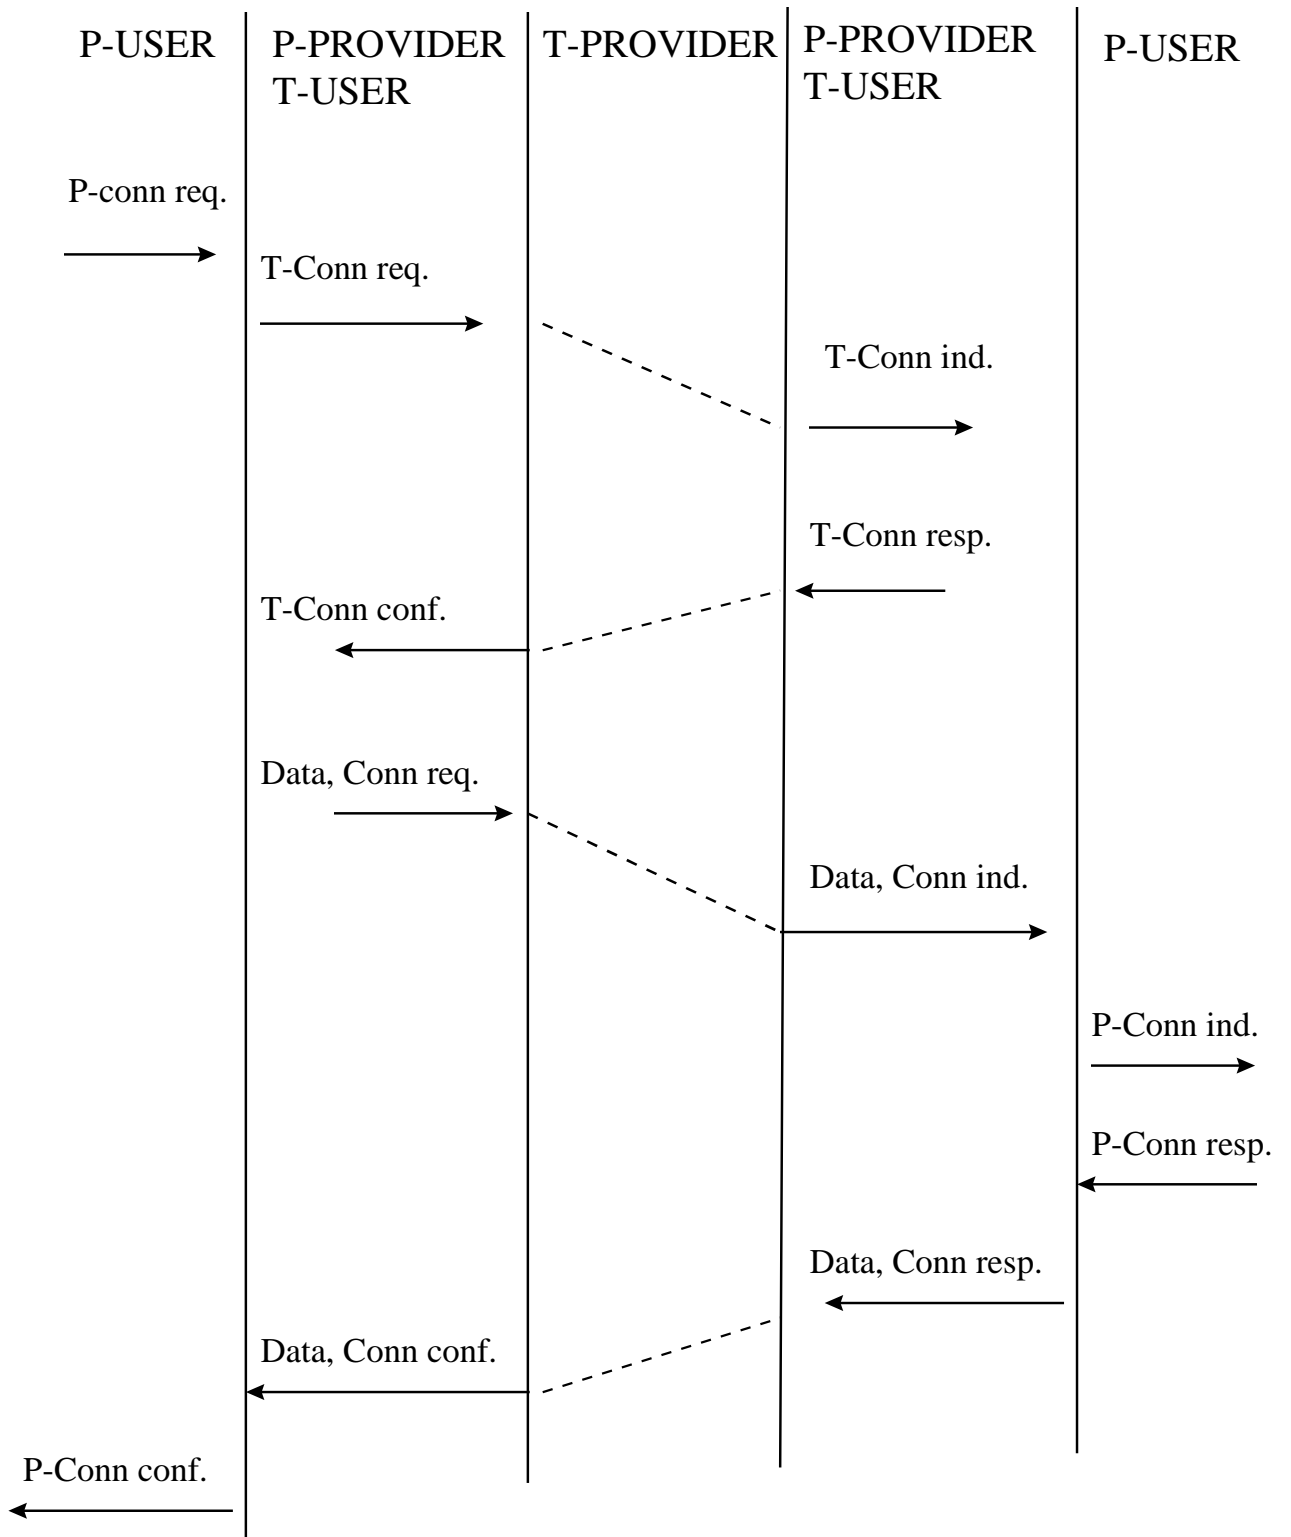 P-USER
P-PROVIDER
T-USER
T-PROVIDER
P-PROVIDER
T-USER
P-USER
P-conn req.
T-Conn req.
T-Conn ind.
T-Conn resp.
T-Conn conf.
Data, Conn req.
Data, Conn ind.
P-Conn ind.
P-Conn resp.
Data, Conn resp.
Data, Conn conf.
P-Conn conf.